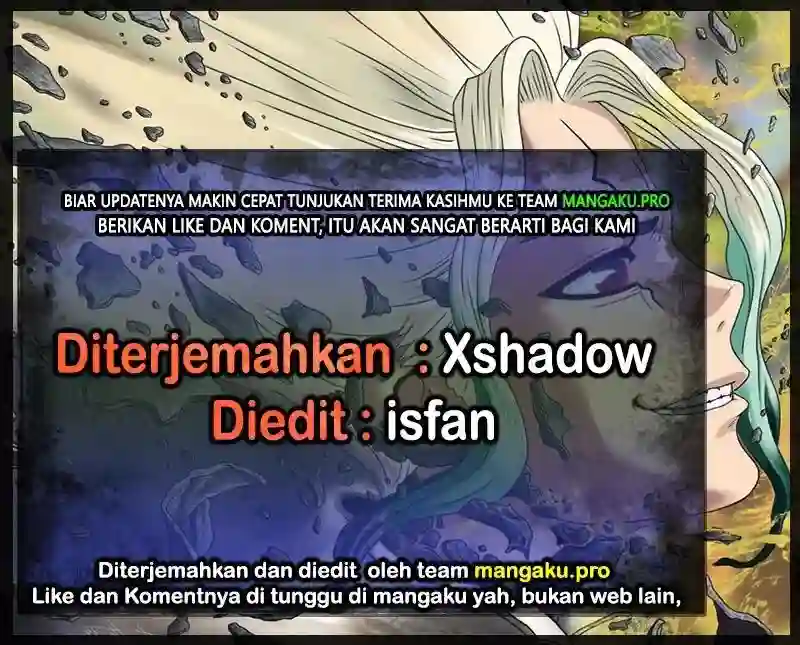 BIAR UPDATENYA MAKIN CEPAT TUNJUKAN TERIMA KASIHMU KE TEAM MANGAKU.PRO
BERIKAN LIKE DAN KOMENT, ITU AKAN SANGAT BERARTI BAGI KAMI
Diterjemahkan : Xshadow
Diedit : isfan
Diterjemahkan dan diedit oleh team mangaku.pro
Like dan Komentnya di tunggu di mangaku yah, bukan web lain,